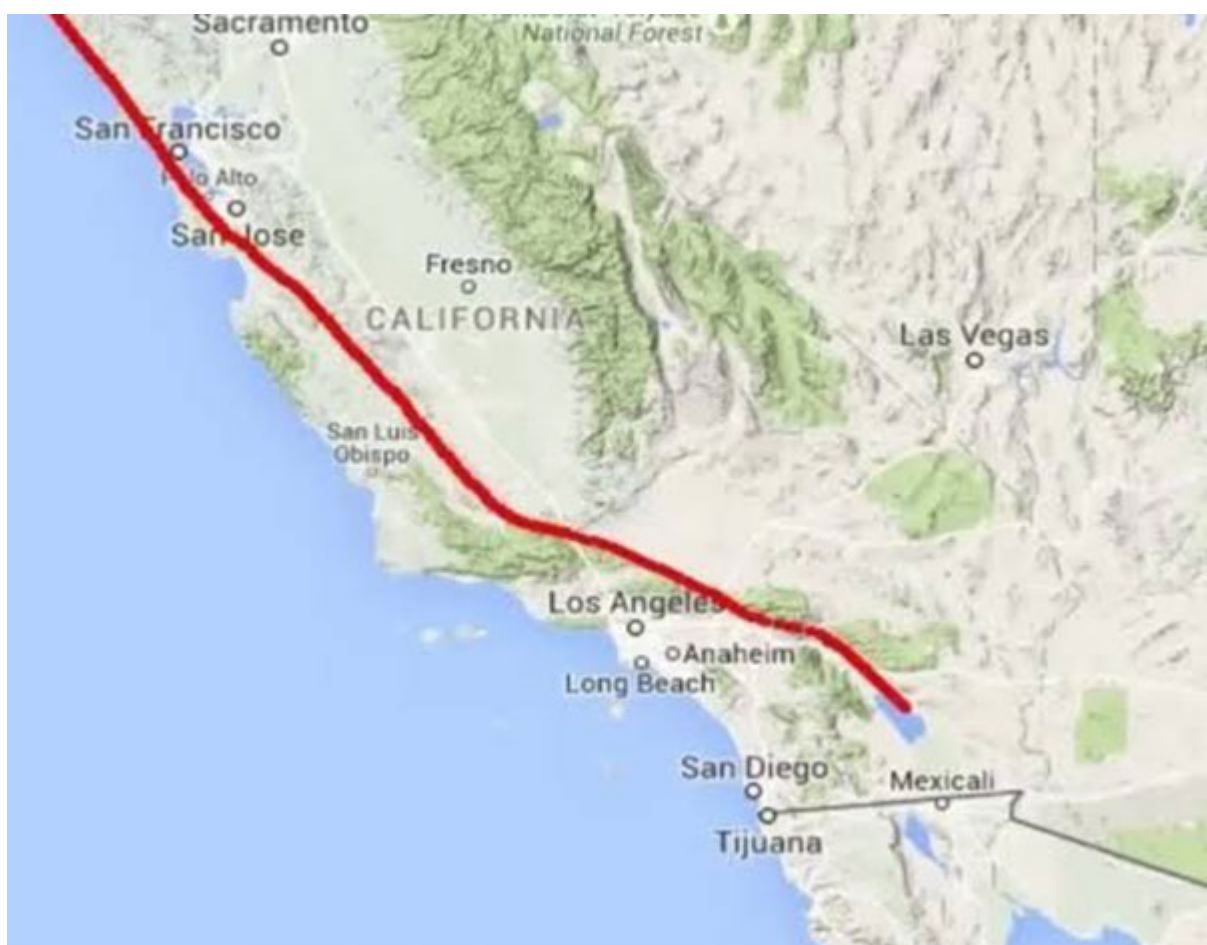 Sacramento
National Forest
San Francisco
Palo Alto
San Jose
Fresno
CALIFORNIA
Las Vegas
San Luis
Obispo
Los Angeles
Anaheim
Long Beach
San Diego
Mexicali
Tijuana